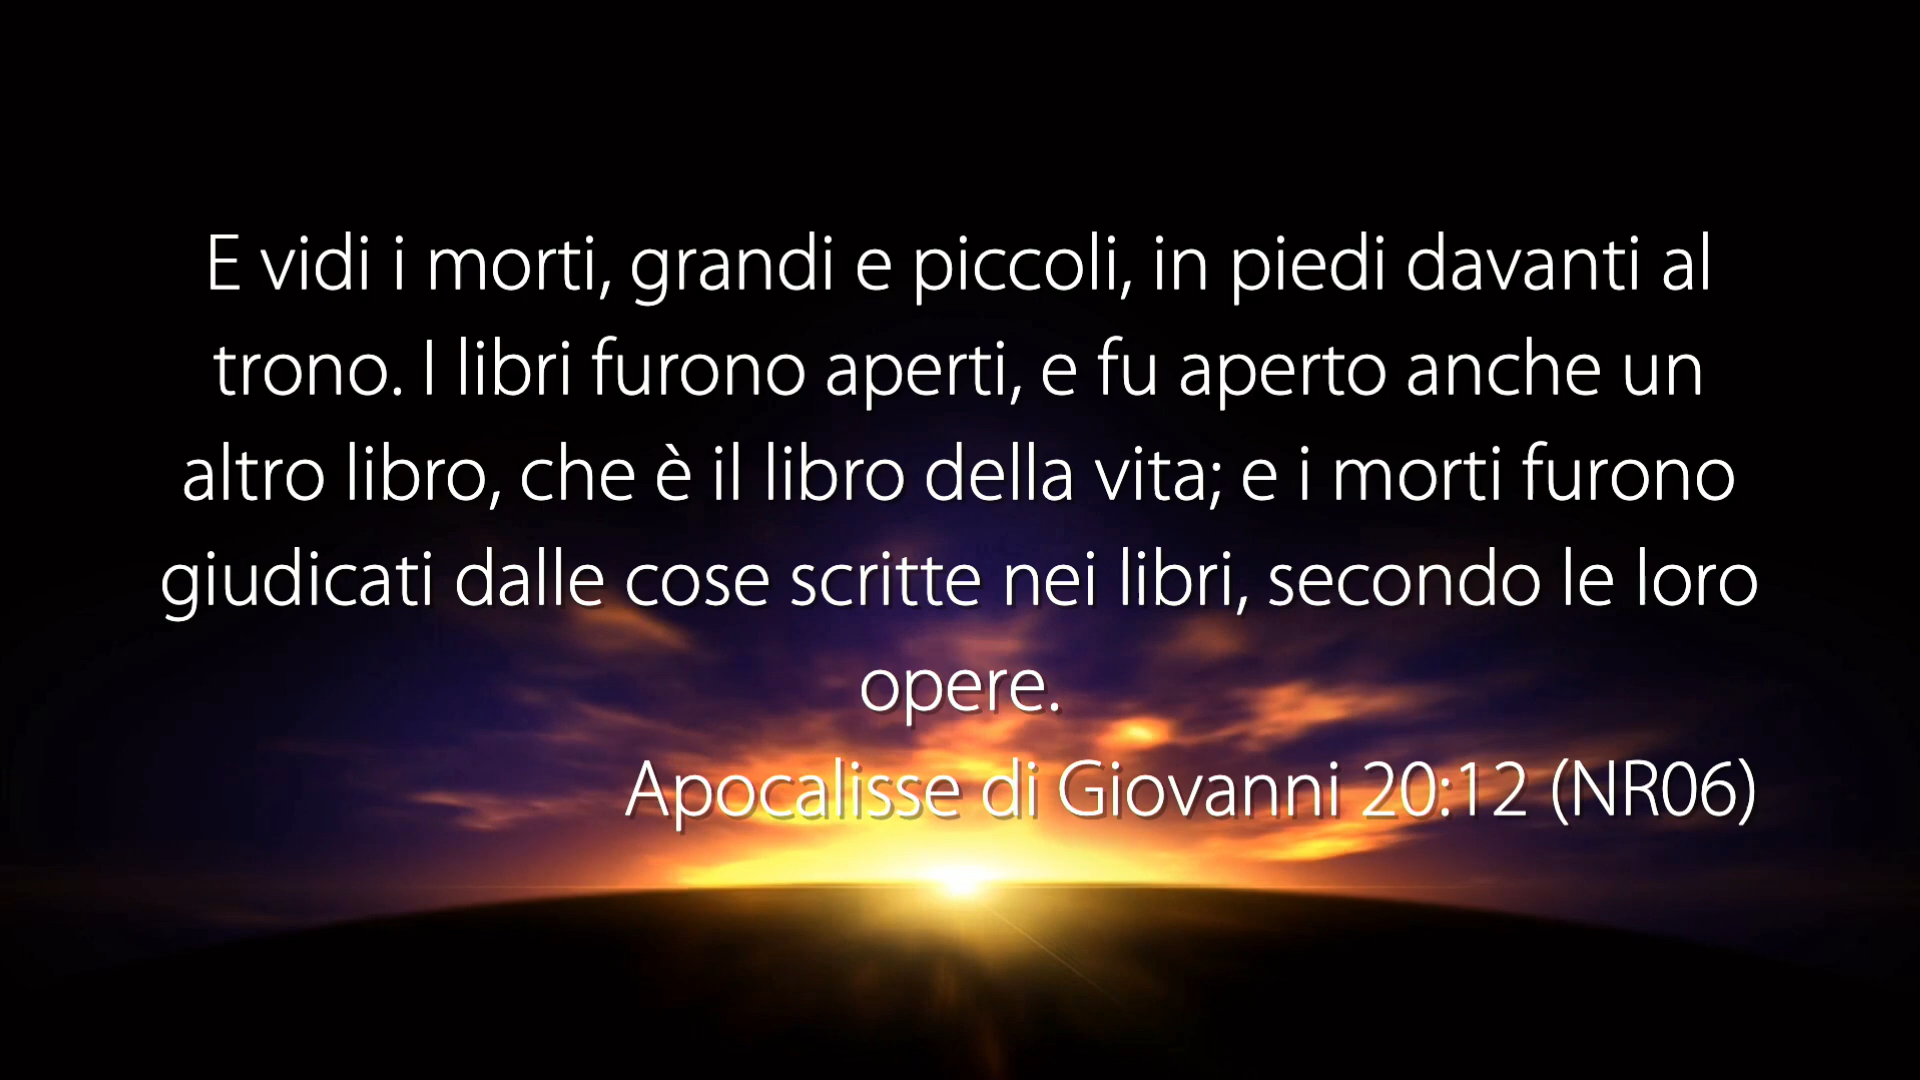 E vidi i morti, grandi e piccoli, in piedi davanti al
trono. I libri furono aperti, e fu aperto anche un
altro libro, che è il libro della vita; e i morti furono
giudicati dalle cose scritte nei libri, secondo le loro
opere.
Apocalisse di Giovanni 20:12 (NR06)